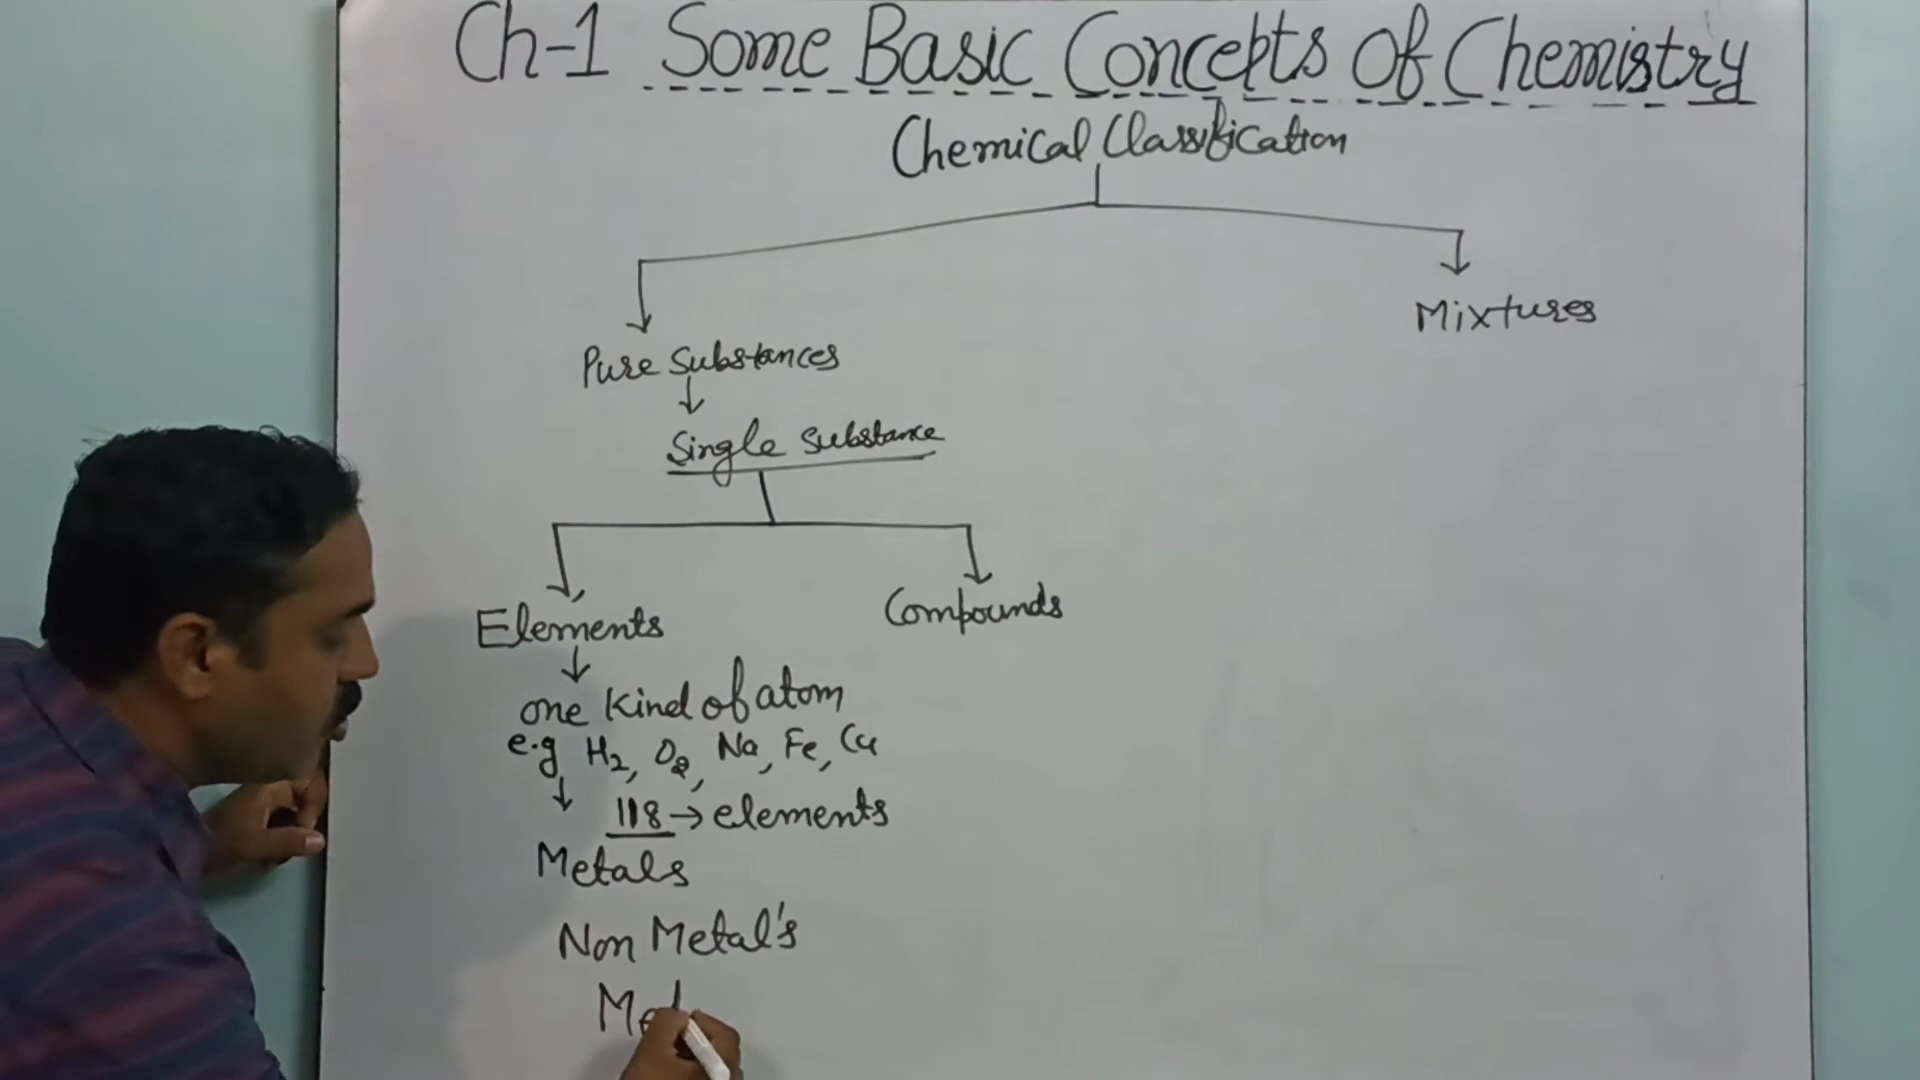 Ch-1 Some Basic Concepts Of Chemistry
Chemical Classification
Mixtures
Pure Substances
Single Substance
Elements
Compounds
one kind of atom
e.g H2, O2, Na, Fe, Cu
118 → elements
Metals
Non Metal's
Met